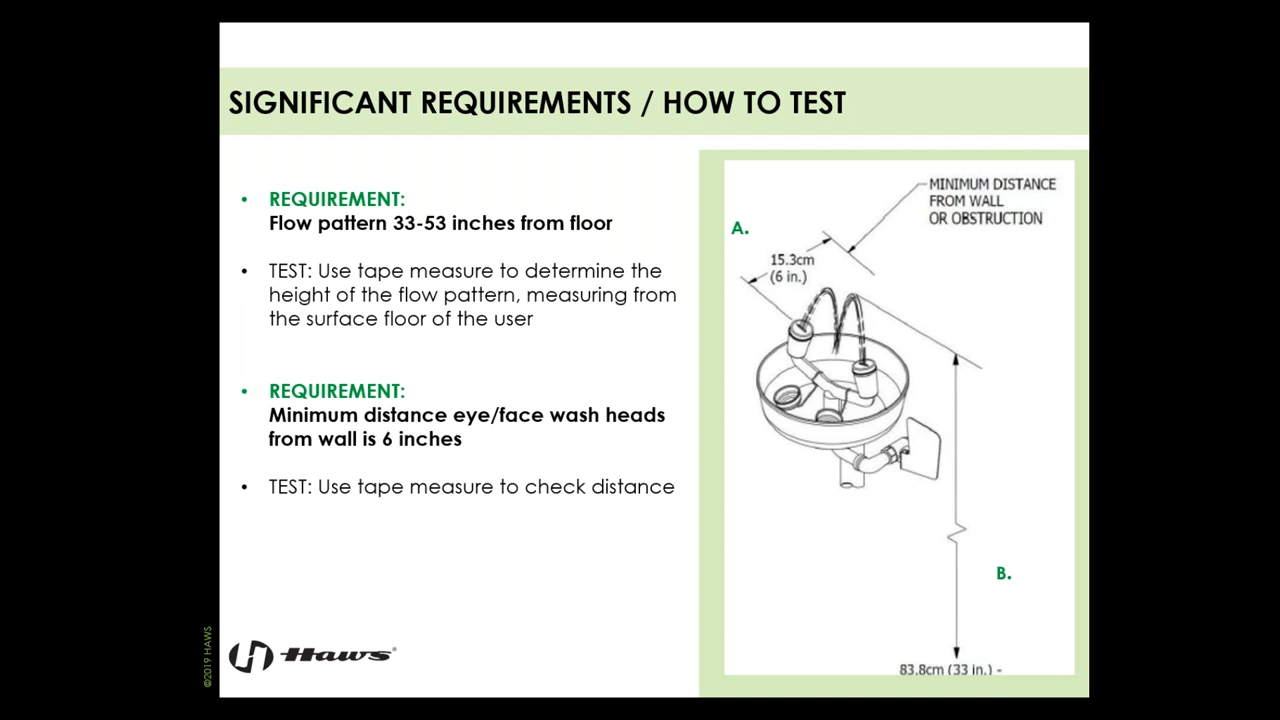 SIGNIFICANT REQUIREMENTS / HOW TO TEST
• REQUIREMENT:
Flow pattern 33-53 inches from floor
• TEST: Use tape measure to determine the
height of the flow pattern, measuring from
the surface floor of the user
• REQUIREMENT:
Minimum distance eye/face wash heads
from wall is 6 inches
• TEST: Use tape measure to check distance
MINIMUM DISTANCE
FROM WALL
OR OBSTRUCTION
A.
15.3cm
(6 in.)
B.
83.8cm (33 in.) -
Haws®
©2019 HAWS